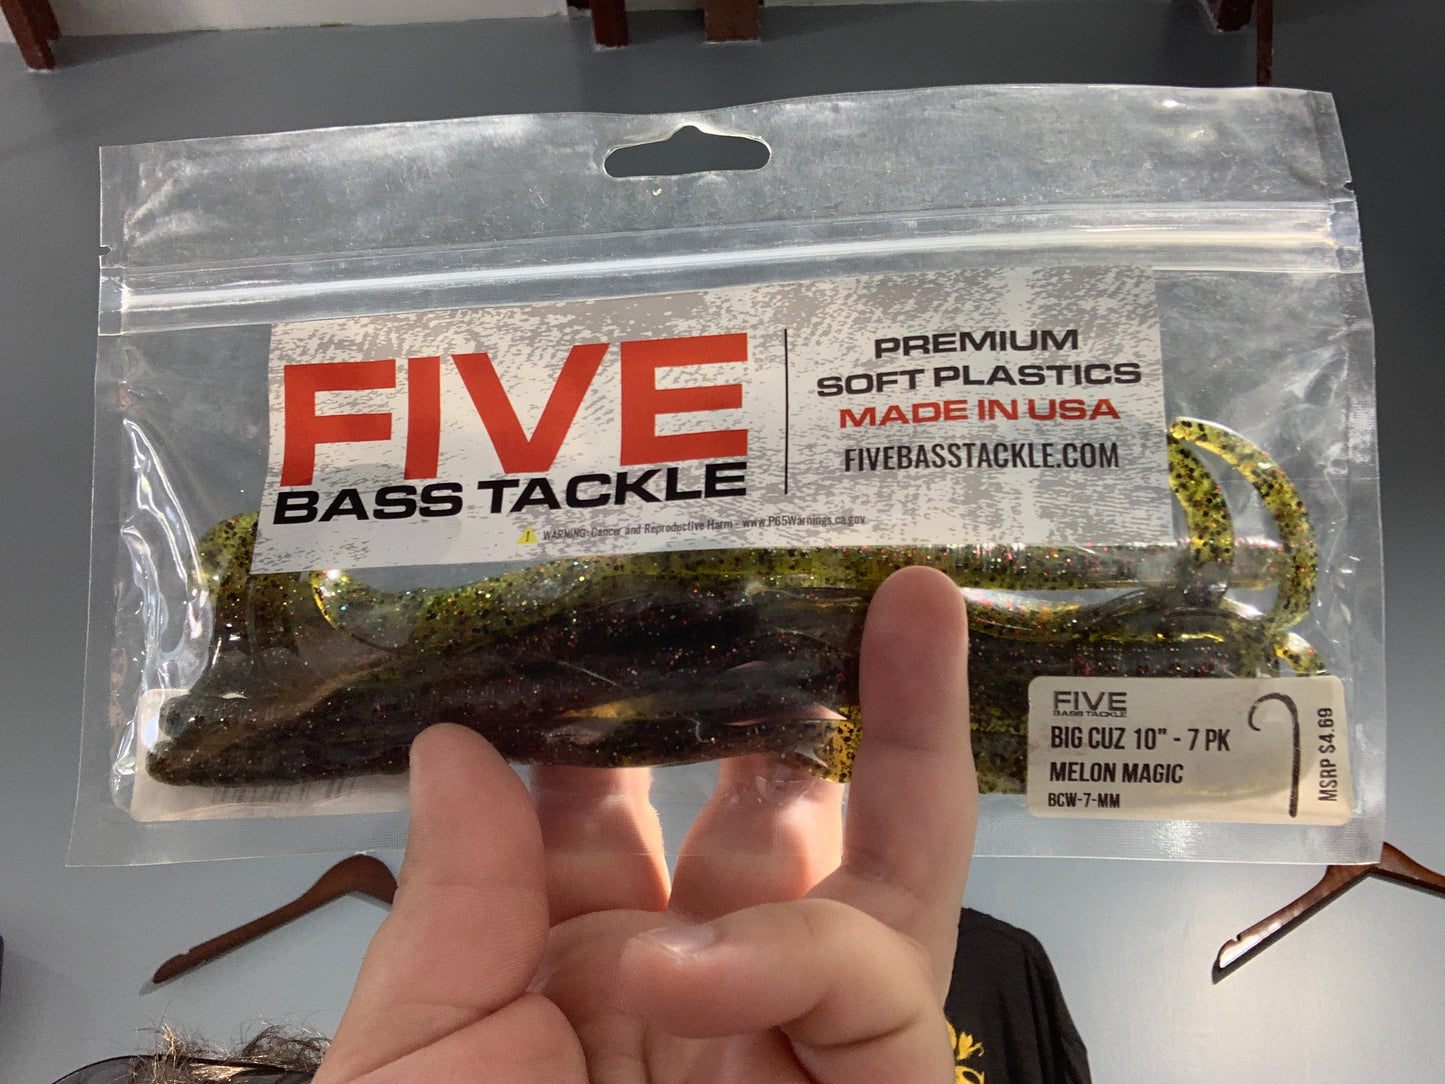 FIVE
BASS TACKLE
PREMIUM
SOFT PLASTICS
MADE IN USA
FIVEBASSTACKLE.COM
WARNING: Cancer and Reproductive Harm - www.P65Warnings.ca.gov
FIVE
BASS TACKLE
BIG CUZ 10" - 7 PK
MELON MAGIC
BCW-7-MM
MSRP $4.69